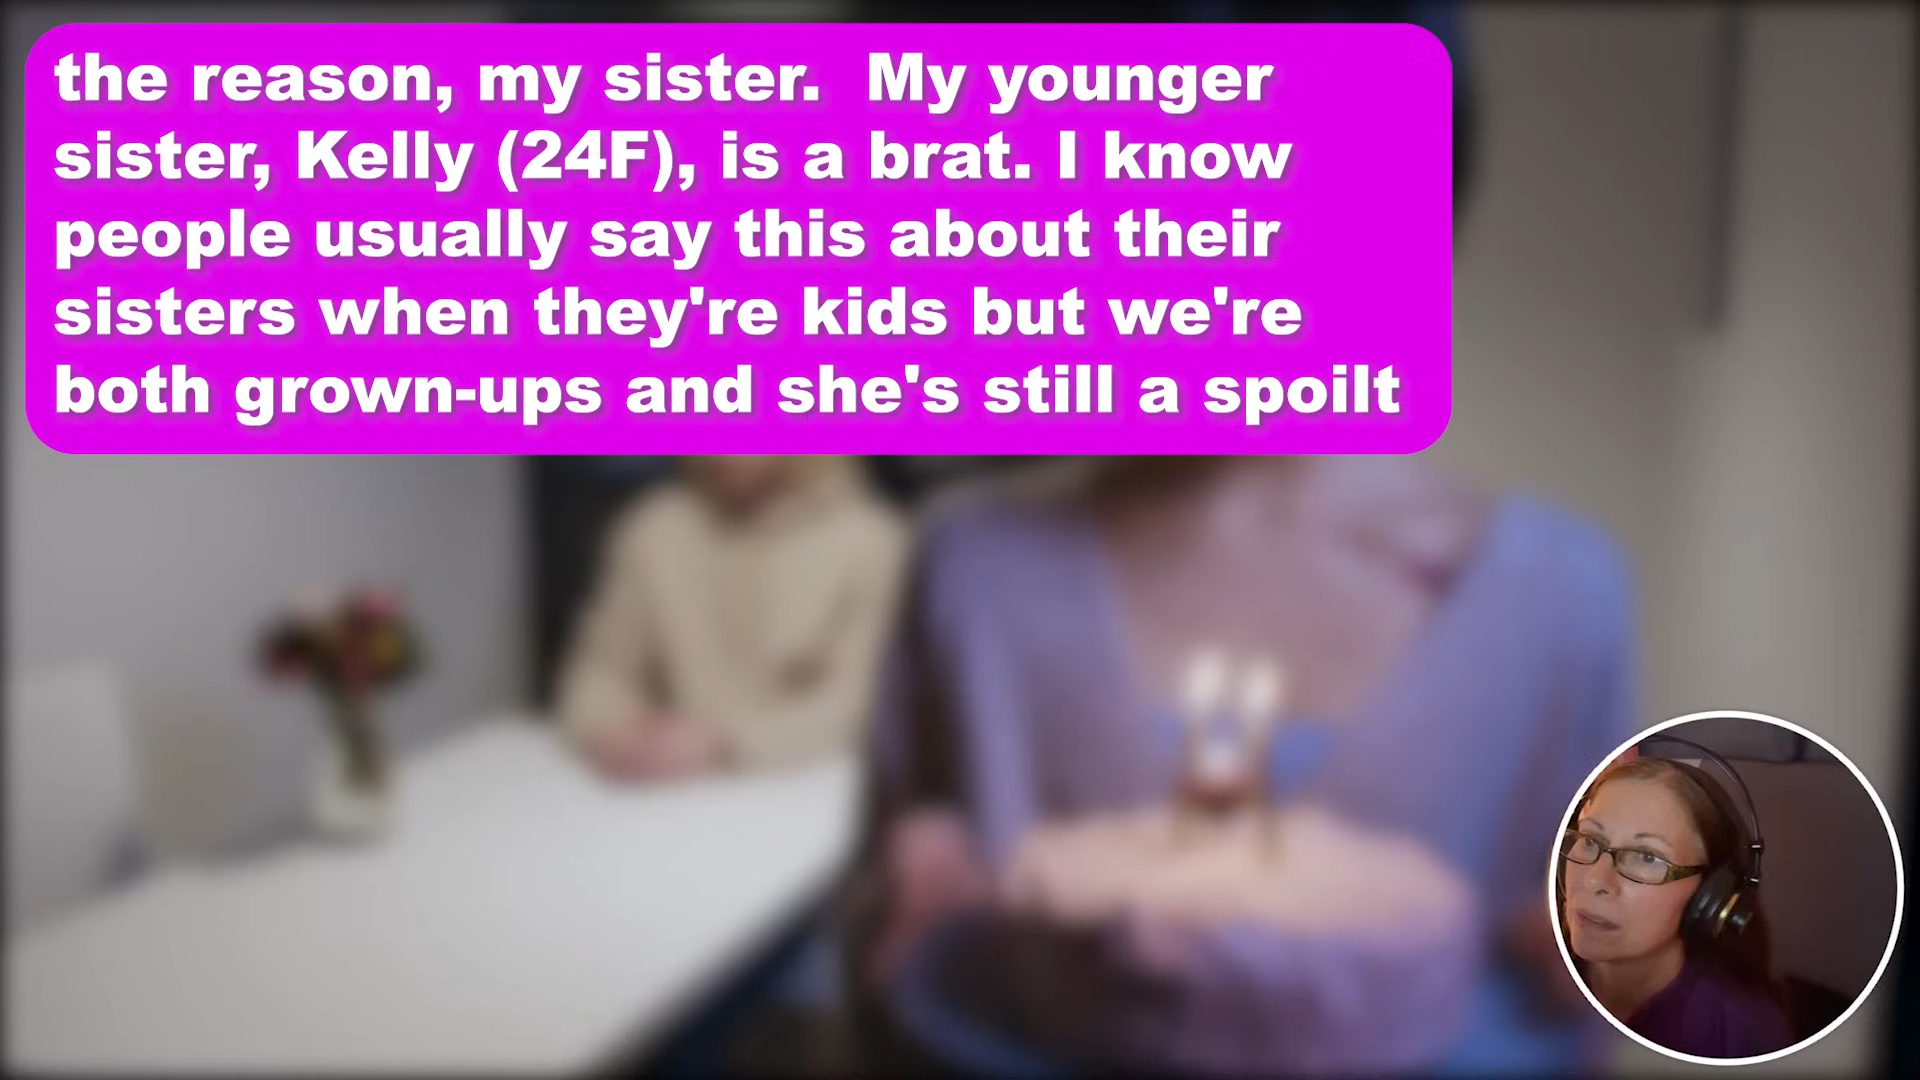 the reason, my sister.  My younger
sister, Kelly (24F), is a brat. I know
people usually say this about their
sisters when they're kids but we're
both grown-ups and she's still a spoilt